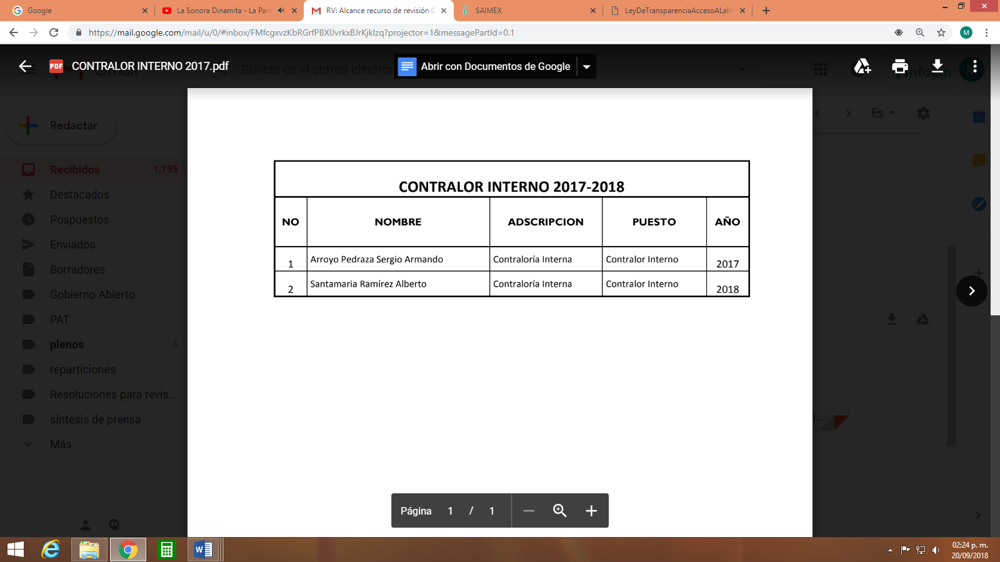 Google
La Sonora Dinamita - La Para
RV: Alcance recurso de revisión 0
SAIMEX
LeyDeTransparenciaAccesoALaIn
https://mail.google.com/mail/u/0/#inbox/FMfcgxvzKbRGrfPBXlJvrkxBJrKjklzq?projector=1&messagePartId=0.1
M
PDF CONTRALOR INTERNO 2017.pdf
Buscar en el correo electrón
Abrir con Documentos de Google
Redactar
Es
31
Recibidos 1,195
Destacados
Pospuestos
Enviados
Borradores
Gobierno Abierto
PAT
plenos 6
reparticiones
Resoluciones para revis...
síntesis de prensa
Más
CONTRALOR INTERNO 2017-2018
NO NOMBRE ADSCRIPCION PUESTO AÑO
1 Arroyo Pedraza Sergio Armando Contraloría Interna Contralor Interno 2017
2 Santamaria Ramírez Alberto Contraloría Interna Contralor Interno 2018
Página 1 / 1
02:24 p. m.
20/09/2018